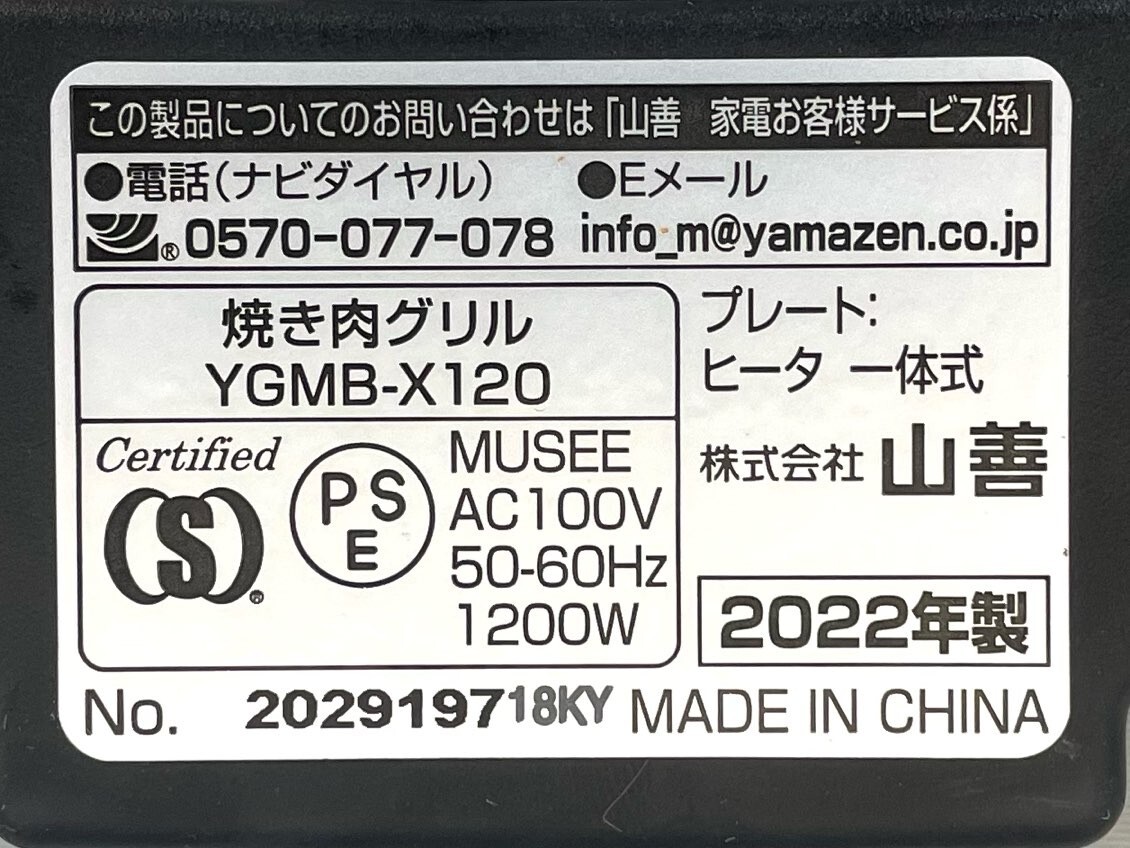 この製品についてのお問い合わせは「山善 家電お客様サービス係」
●電話(ナビダイヤル) ●Eメール
®0570-077-078 info_m@yamazen.co.jp
焼き肉グリル
YGMB-X120
プレート:
ヒーター一体式
株式会社 山善
Certified
S®
PSE
MUSEE
AC100V
50-60Hz
1200W
2022年製
No. 20291971 8KY MADE IN CHINA